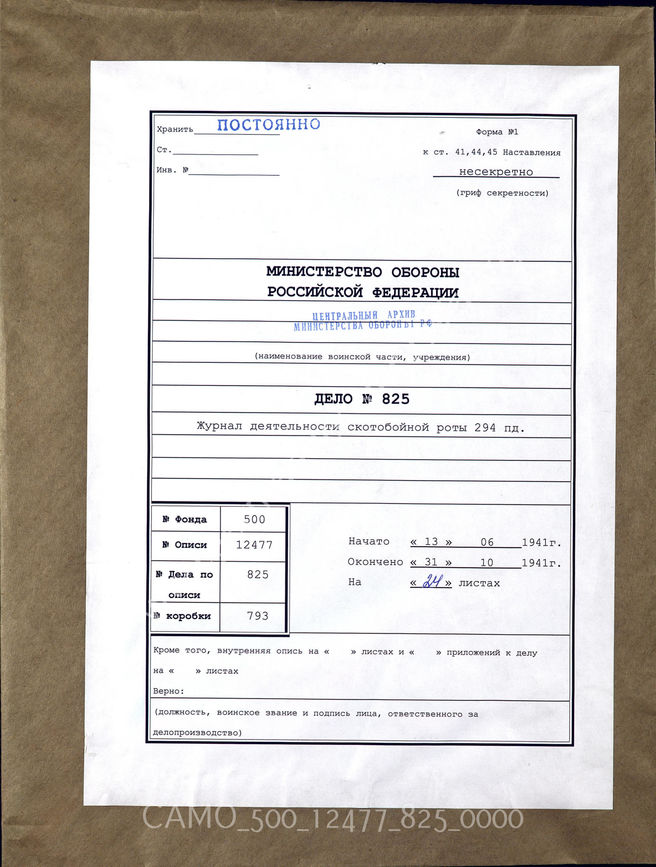 Хранить ПОСТОЯННО
Форма №1
Ст.
к ст. 41,44,45 Наставления
Инв. №
несекретно
(гриф секретности)
МИНИСТЕРСТВО ОБОРОНЫ
РОССИЙСКОЙ ФЕДЕРАЦИИ
ЦЕНТРАЛЬНЫЙ АРХИВ
МИНИСТЕРСТВА ОБОРОНЫ РФ
(наименование воинской части, учреждения)
ДЕЛО № 825
Журнал деятельности скотобойной роты 294 пд.
№ Фонда 500
№ Описи 12477
№ Дела по описи 825
№ коробки 793
Начато « 13 » 06 1941г.
Окончено « 31 » 10 1941г.
На « 24 » листах
Кроме того, внутренняя опись на « » листах и « » приложений к делу
на « » листах
Верно:
(должность, воинское звание и подпись лица, ответственного за
делопроизводство)
CAMO_500_12477_825_0000